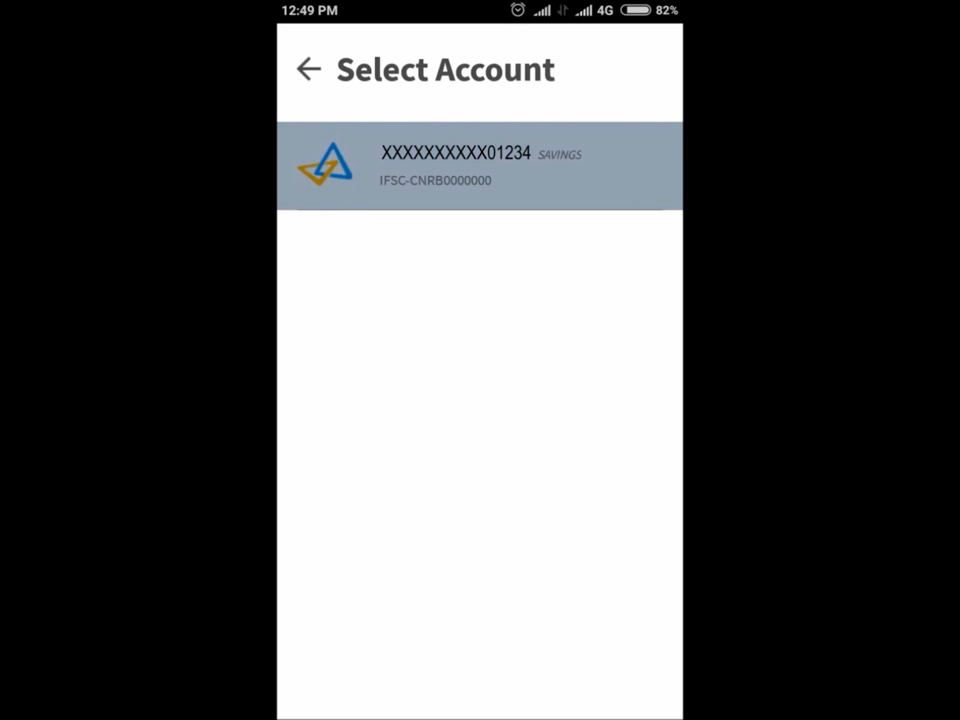 12:49 PM 4G 82%
Select Account
XXXXXXXXXX01234 SAVINGS
IFSC-CNRB0000000